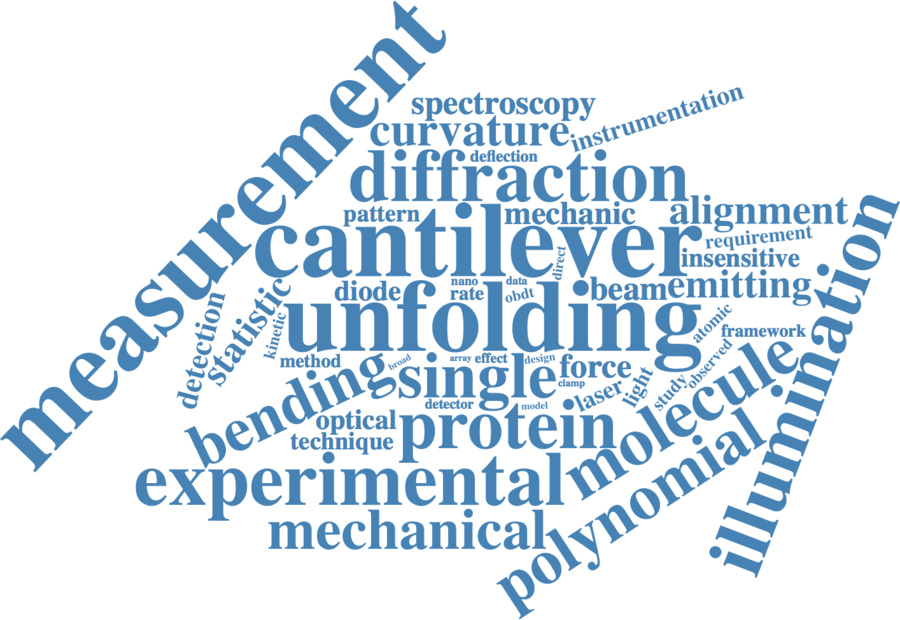 measurement
spectroscopy
instrumentation
curvature
deflection
diffraction
pattern
mechanic
alignment
cantilever
requirement
direct
insensitive
diode
nano
data
rate
obdt
beam
emitting
illumination
detection
statistic
kinetic
unfolding
atomic
framework
method
broad
array
effect
design
bending
single
clamp
force
laser
light
study
observed
molecule
detector
model
optical
technique
protein
polynomial
experimental
mechanical